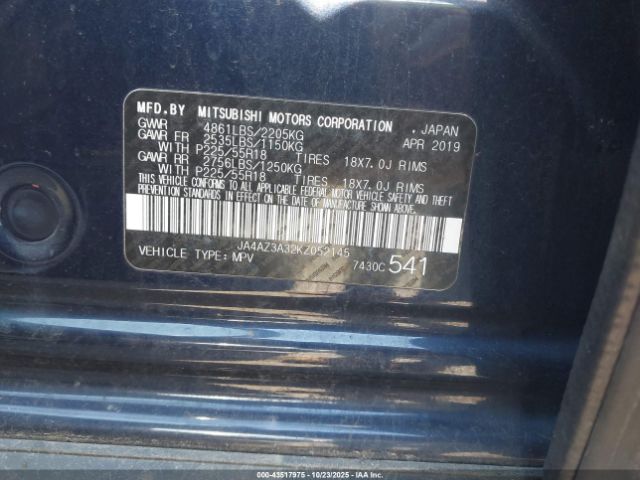 MFD.BY MITSUBISHI MOTORS CORPORATION , JAPAN
GVWR 4861LBS/2205KG APR 2019
GAWR FR 2535LBS/1150KG
WITH P225/55R18 TIRES 18X7.0J RIMS
GAWR RR 2756LBS/1250KG
WITH P225/55R18 TIRES 18X7.0J RIMS
THIS VEHICLE CONFORMS TO ALL APPLICABLE FEDERAL MOTOR VEHICLE SAFETY AND THEFT
PREVENTION STANDARDS IN EFFECT ON THE DATE OF MANUFACTURE SHOWN ABOVE.
JA4AZ3A32KZ052145
VEHICLE TYPE: MPV 7430C 541
000-43517975 - 10/23/2025 - COPYRIGHT © IAA, INC.